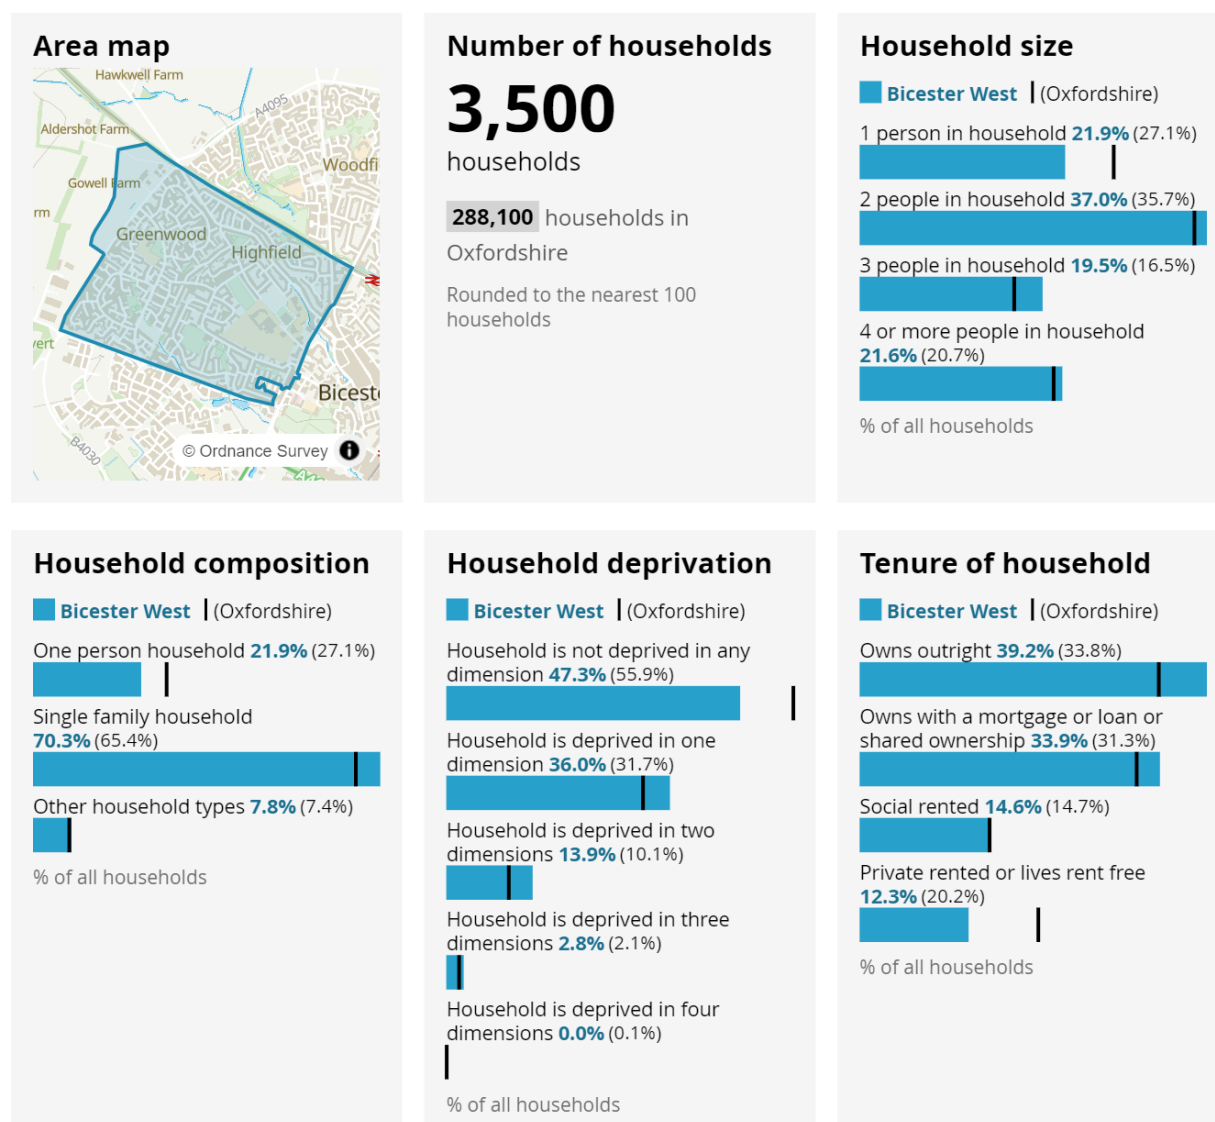 Area map
Hawkwell Farm
A4095
Aldershot Farm
Woodfi
Gowell Farm
rm
Greenwood
Highfield
vert
Biceste
B4030
© Ordnance Survey
Number of households
3,500
households
288,100 households in
Oxfordshire
Rounded to the nearest 100
households
Household size
Bicester West (Oxfordshire)
1 person in household 21.9% (27.1%)
2 people in household 37.0% (35.7%)
3 people in household 19.5% (16.5%)
4 or more people in household
21.6% (20.7%)
% of all households
Household composition
Bicester West (Oxfordshire)
One person household 21.9% (27.1%)
Single family household
70.3% (65.4%)
Other household types 7.8% (7.4%)
% of all households
Household deprivation
Bicester West (Oxfordshire)
Household is not deprived in any
dimension 47.3% (55.9%)
Household is deprived in one
dimension 36.0% (31.7%)
Household is deprived in two
dimensions 13.9% (10.1%)
Household is deprived in three
dimensions 2.8% (2.1%)
Household is deprived in four
dimensions 0.0% (0.1%)
% of all households
Tenure of household
Bicester West (Oxfordshire)
Owns outright 39.2% (33.8%)
Owns with a mortgage or loan or
shared ownership 33.9% (31.3%)
Social rented 14.6% (14.7%)
Private rented or lives rent free
12.3% (20.2%)
% of all households